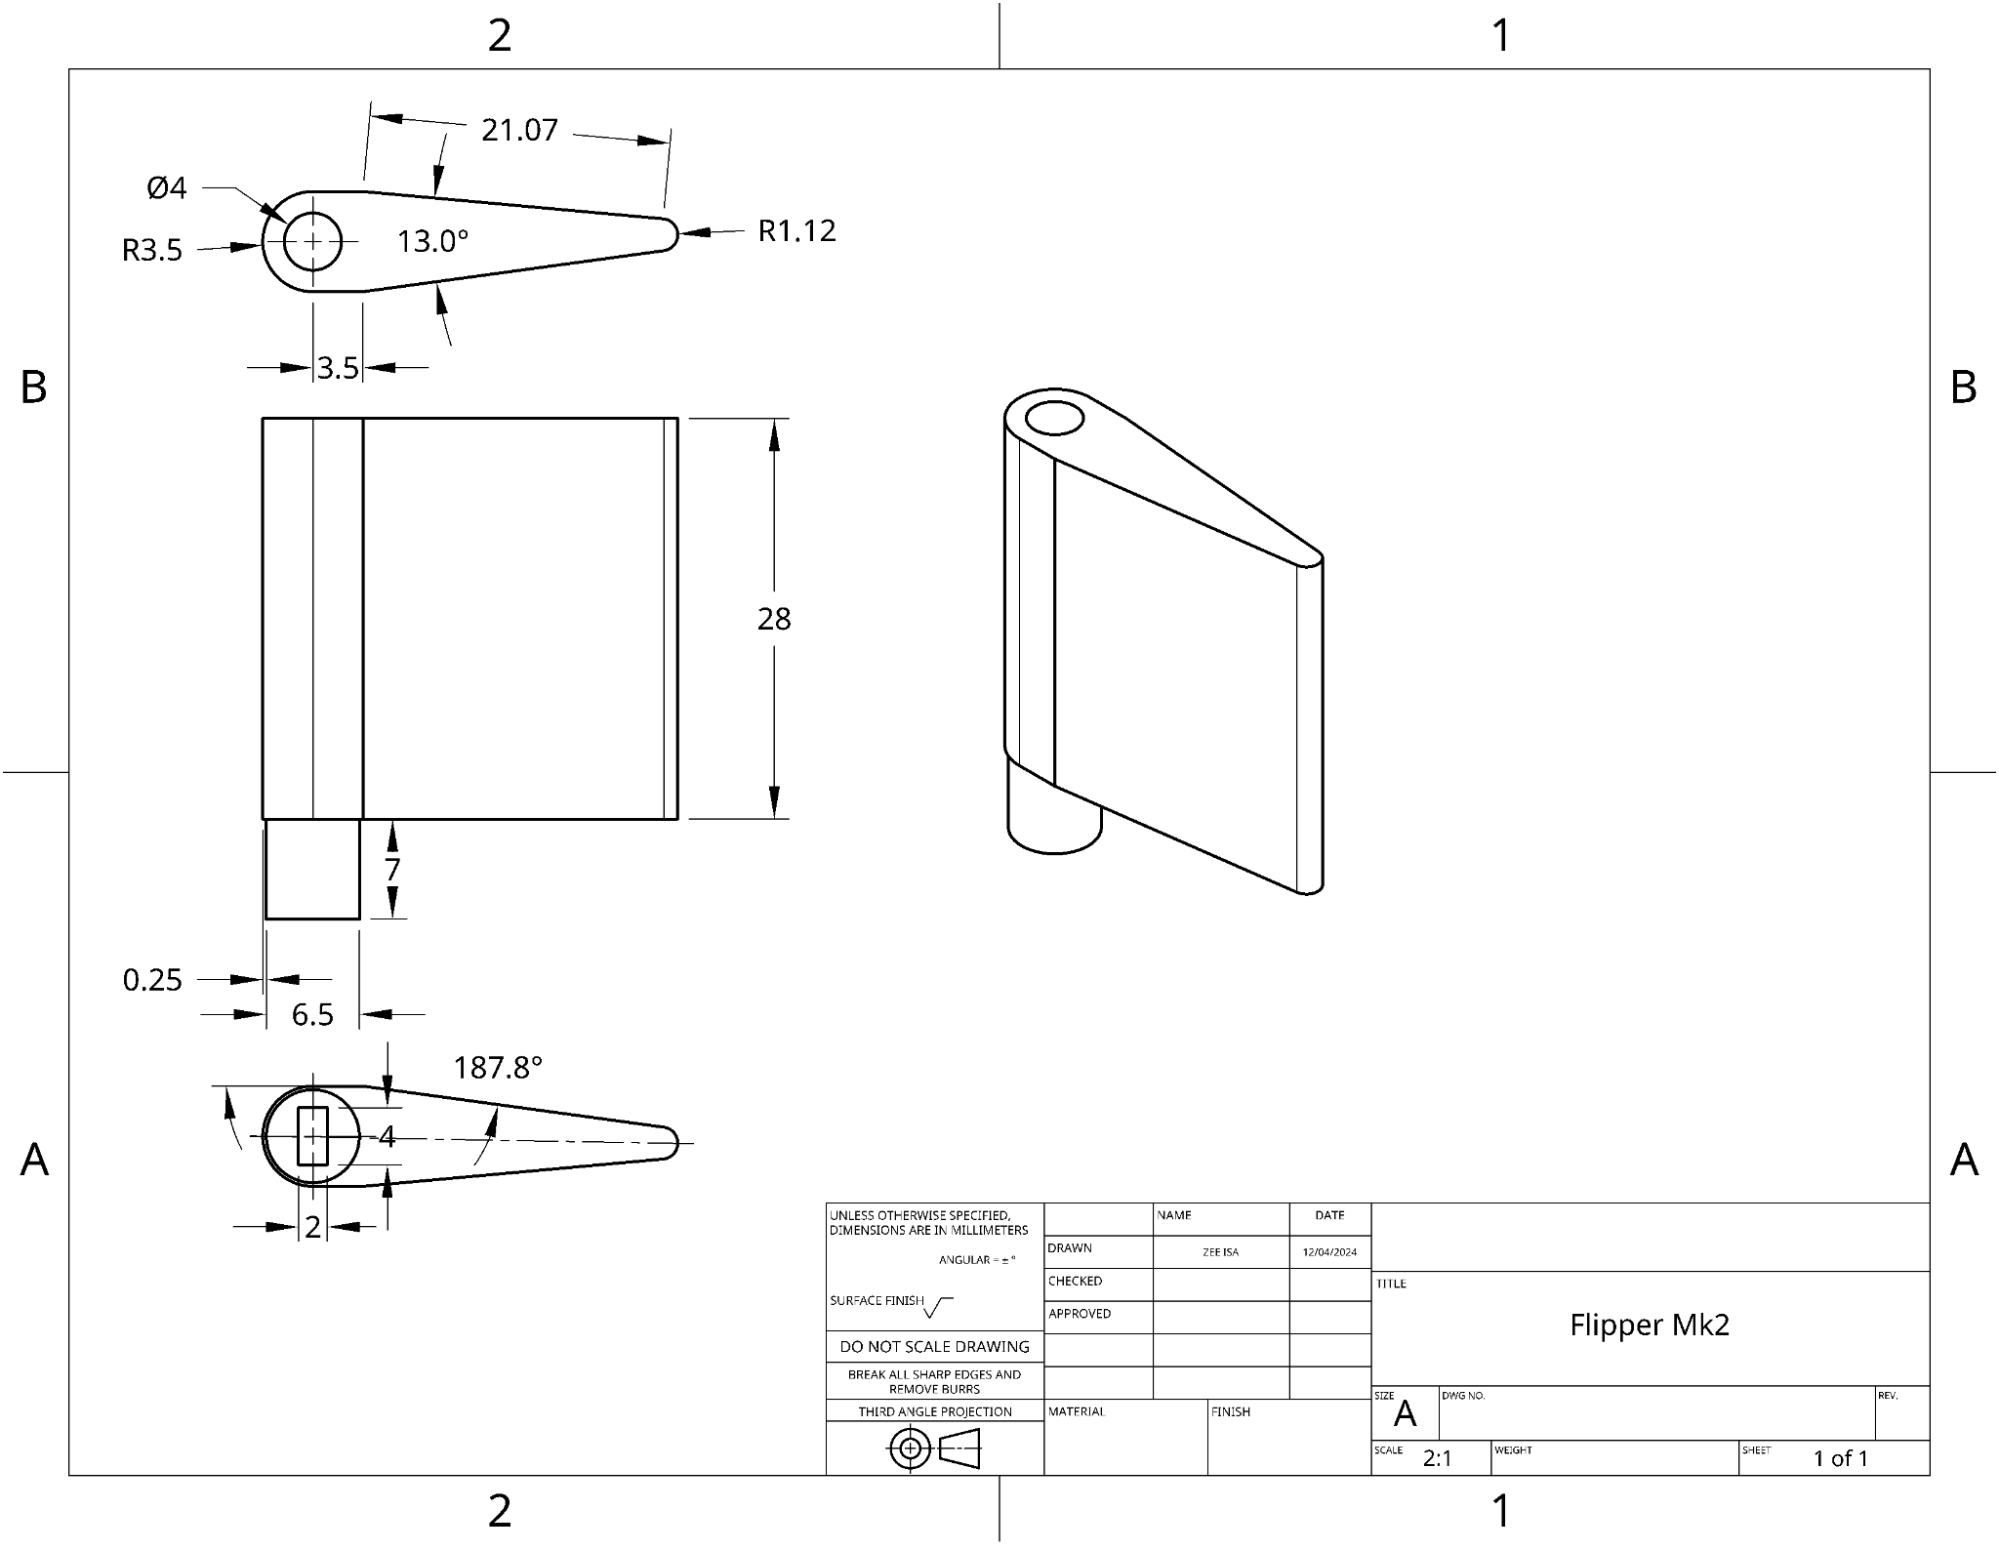 2
1
21.07
Ø4
R3.5
13.0°
R1.12
3.5
B
B
28
7
0.25
6.5
187.8°
4
A
A
2
UNLESS OTHERWISE SPECIFIED,
DIMENSIONS ARE IN MILLIMETERS
ANGULAR = ± °
SURFACE FINISH
DO NOT SCALE DRAWING
BREAK ALL SHARP EDGES AND
REMOVE BURRS
THIRD ANGLE PROJECTION
NAME
DATE
DRAWN
ZEE ISA
12/04/2024
CHECKED
APPROVED
MATERIAL
FINISH
TITLE
Flipper Mk2
SIZE
A
DWG NO.
REV.
SCALE
2:1
WEIGHT
SHEET
1 of 1
2
1